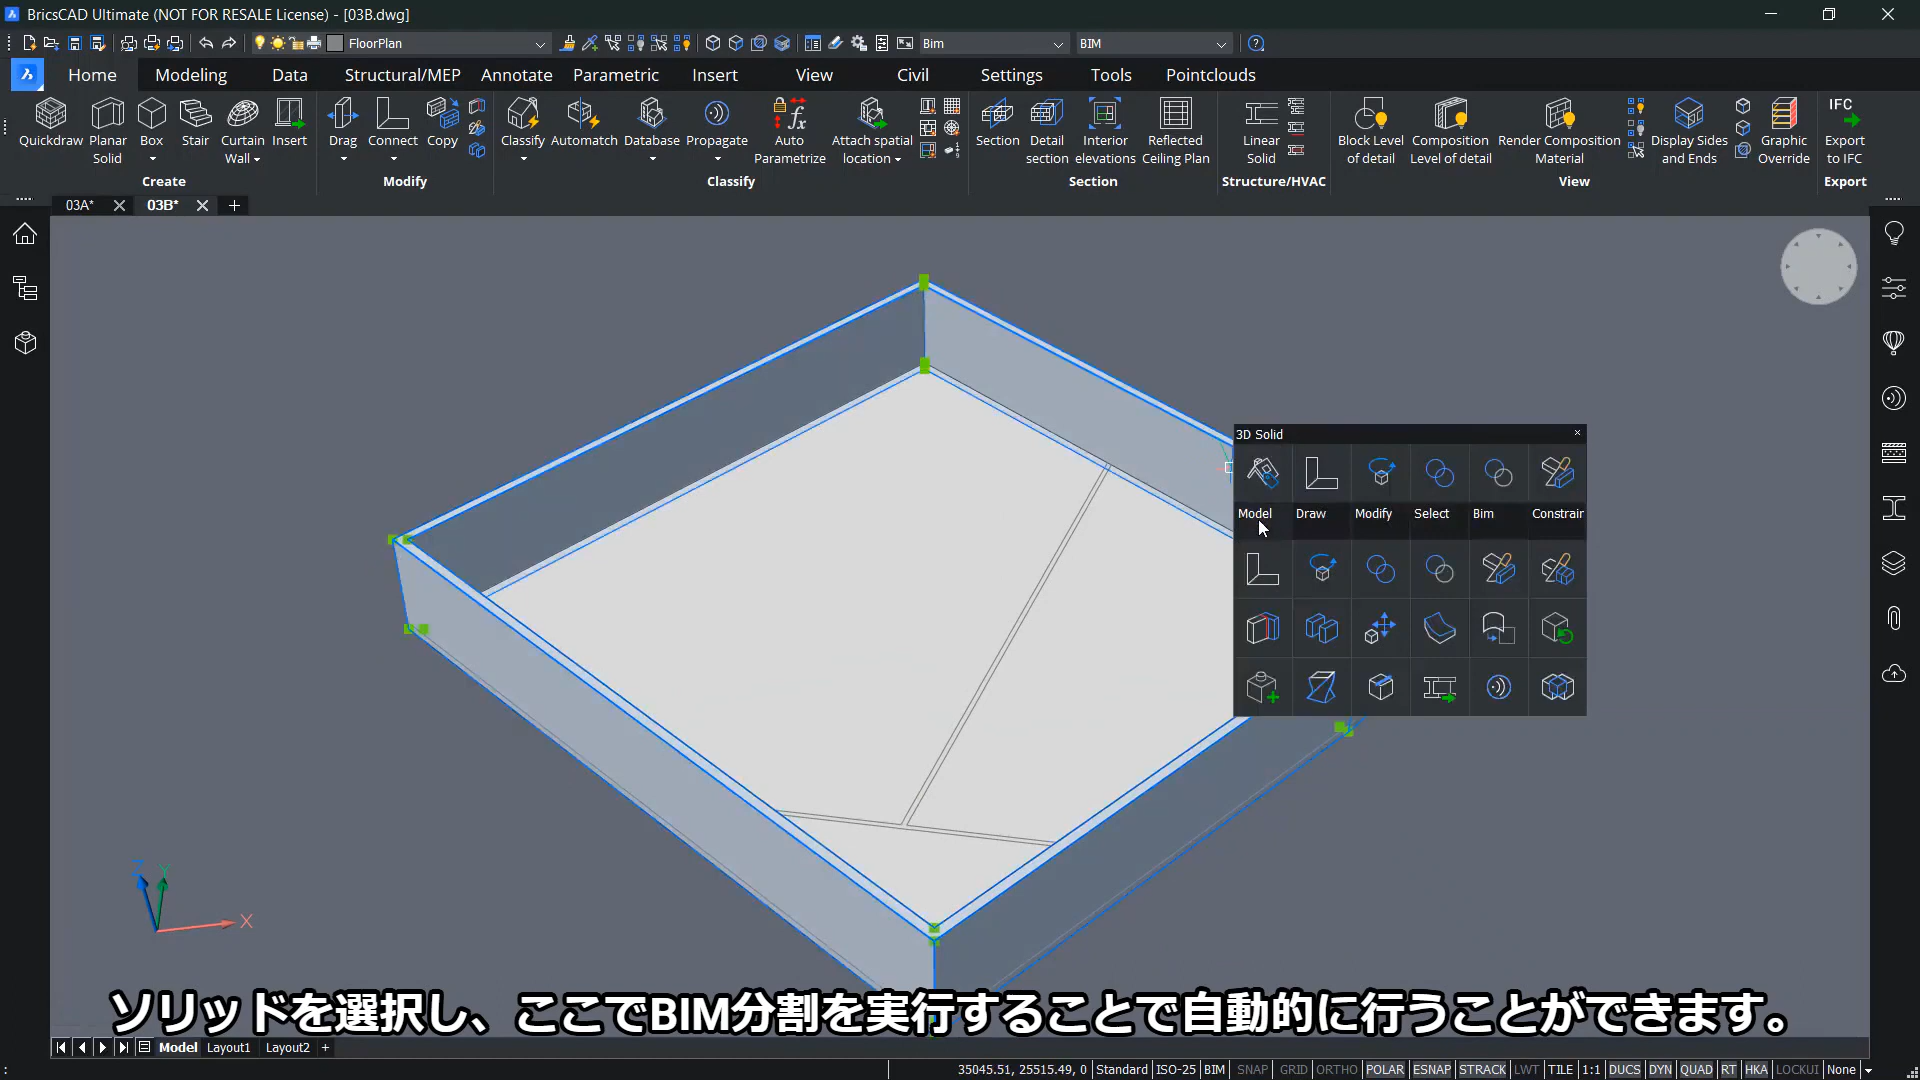 BricsCAD Ultimate (NOT FOR RESALE License) - [03B.dwg]
FloorPlan
Bim
BIM
Home
Modeling
Data
Structural/MEP
Annotate
Parametric
Insert
View
Civil
Settings
Tools
Pointclouds
Quickdraw
Planar
Solid
Box
Stair
Curtain
Wall
Insert
Create
Drag
Connect
Copy
Modify
Classify
Automatch
Database
Propagate
Auto
Parametrize
Attach spatial
location
Classify
Section
Detail
section
Interior
elevations
Reflected
Ceiling Plan
Section
Linear
Solid
Structure/HVAC
Block Level
of detail
Composition
Level of detail
Render Composition
Material
Display Sides
and Ends
Graphic
Override
View
IFC
Export
to IFC
Export
03A*
03B*
3D Solid
Model
Draw
Modify
Select
Bim
Constrain
Z
Y
X
ソリッドを選択し、ここでBIM分割を実行することで自動的に行うことができます。
Model
Layout1
Layout2
:
35045.51, 25515.49, 0
Standard
ISO-25
BIM
SNAP
GRID
ORTHO
POLAR
ESNAP
STRACK
LWT
TILE
1:1
DUCS
DYN
QUAD
RT
HKA
LOCKUI
None